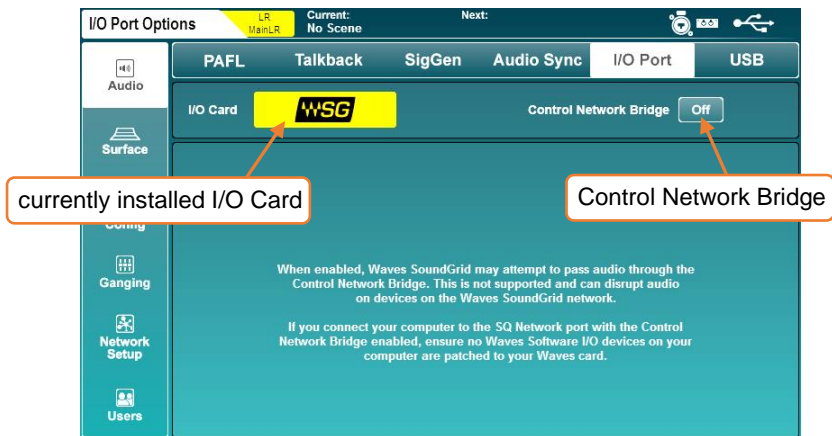 I/O Port Options
LR
MainLR
Current:
No Scene
Next:
PAFL
Talkback
SigGen
Audio Sync
I/O Port
USB
Audio
I/O Card
WSG
Control Network Bridge
Off
Surface
currently installed I/O Card
Control Network Bridge
Config
Ganging
When enabled, Waves SoundGrid may attempt to pass audio through the
Control Network Bridge. This is not supported and can disrupt audio
on devices on the Waves SoundGrid network.
If you connect your computer to the SQ Network port with the Control
Network Bridge enabled, ensure no Waves Software I/O devices on your
computer are patched to your Waves card.
Network
Setup
Users